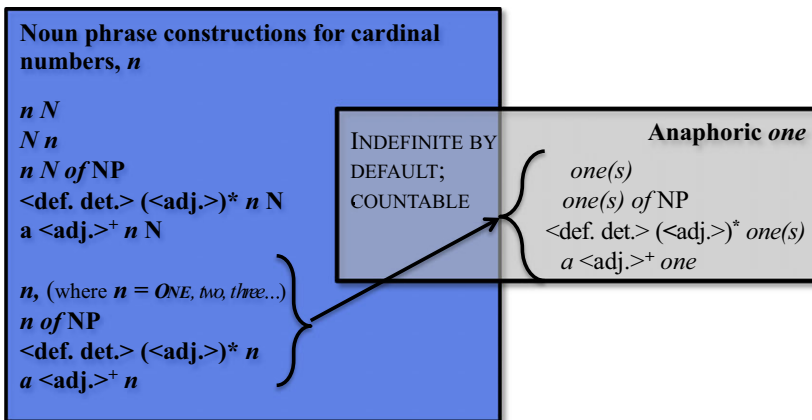 Noun phrase constructions for cardinal
numbers, n
n N
N n
n N of NP
<def. det.> (<adj.>)* n N
a <adj.>+ n N
n, (where n = ONE, two, three...)
n of NP
<def. det.> (<adj.>)* n
a <adj.>+ n
INDEFINITE BY
DEFAULT;
COUNTABLE
Anaphoric one
one(s)
one(s) of NP
<def. det.> (<adj.>)* one(s)
a <adj.>+ one